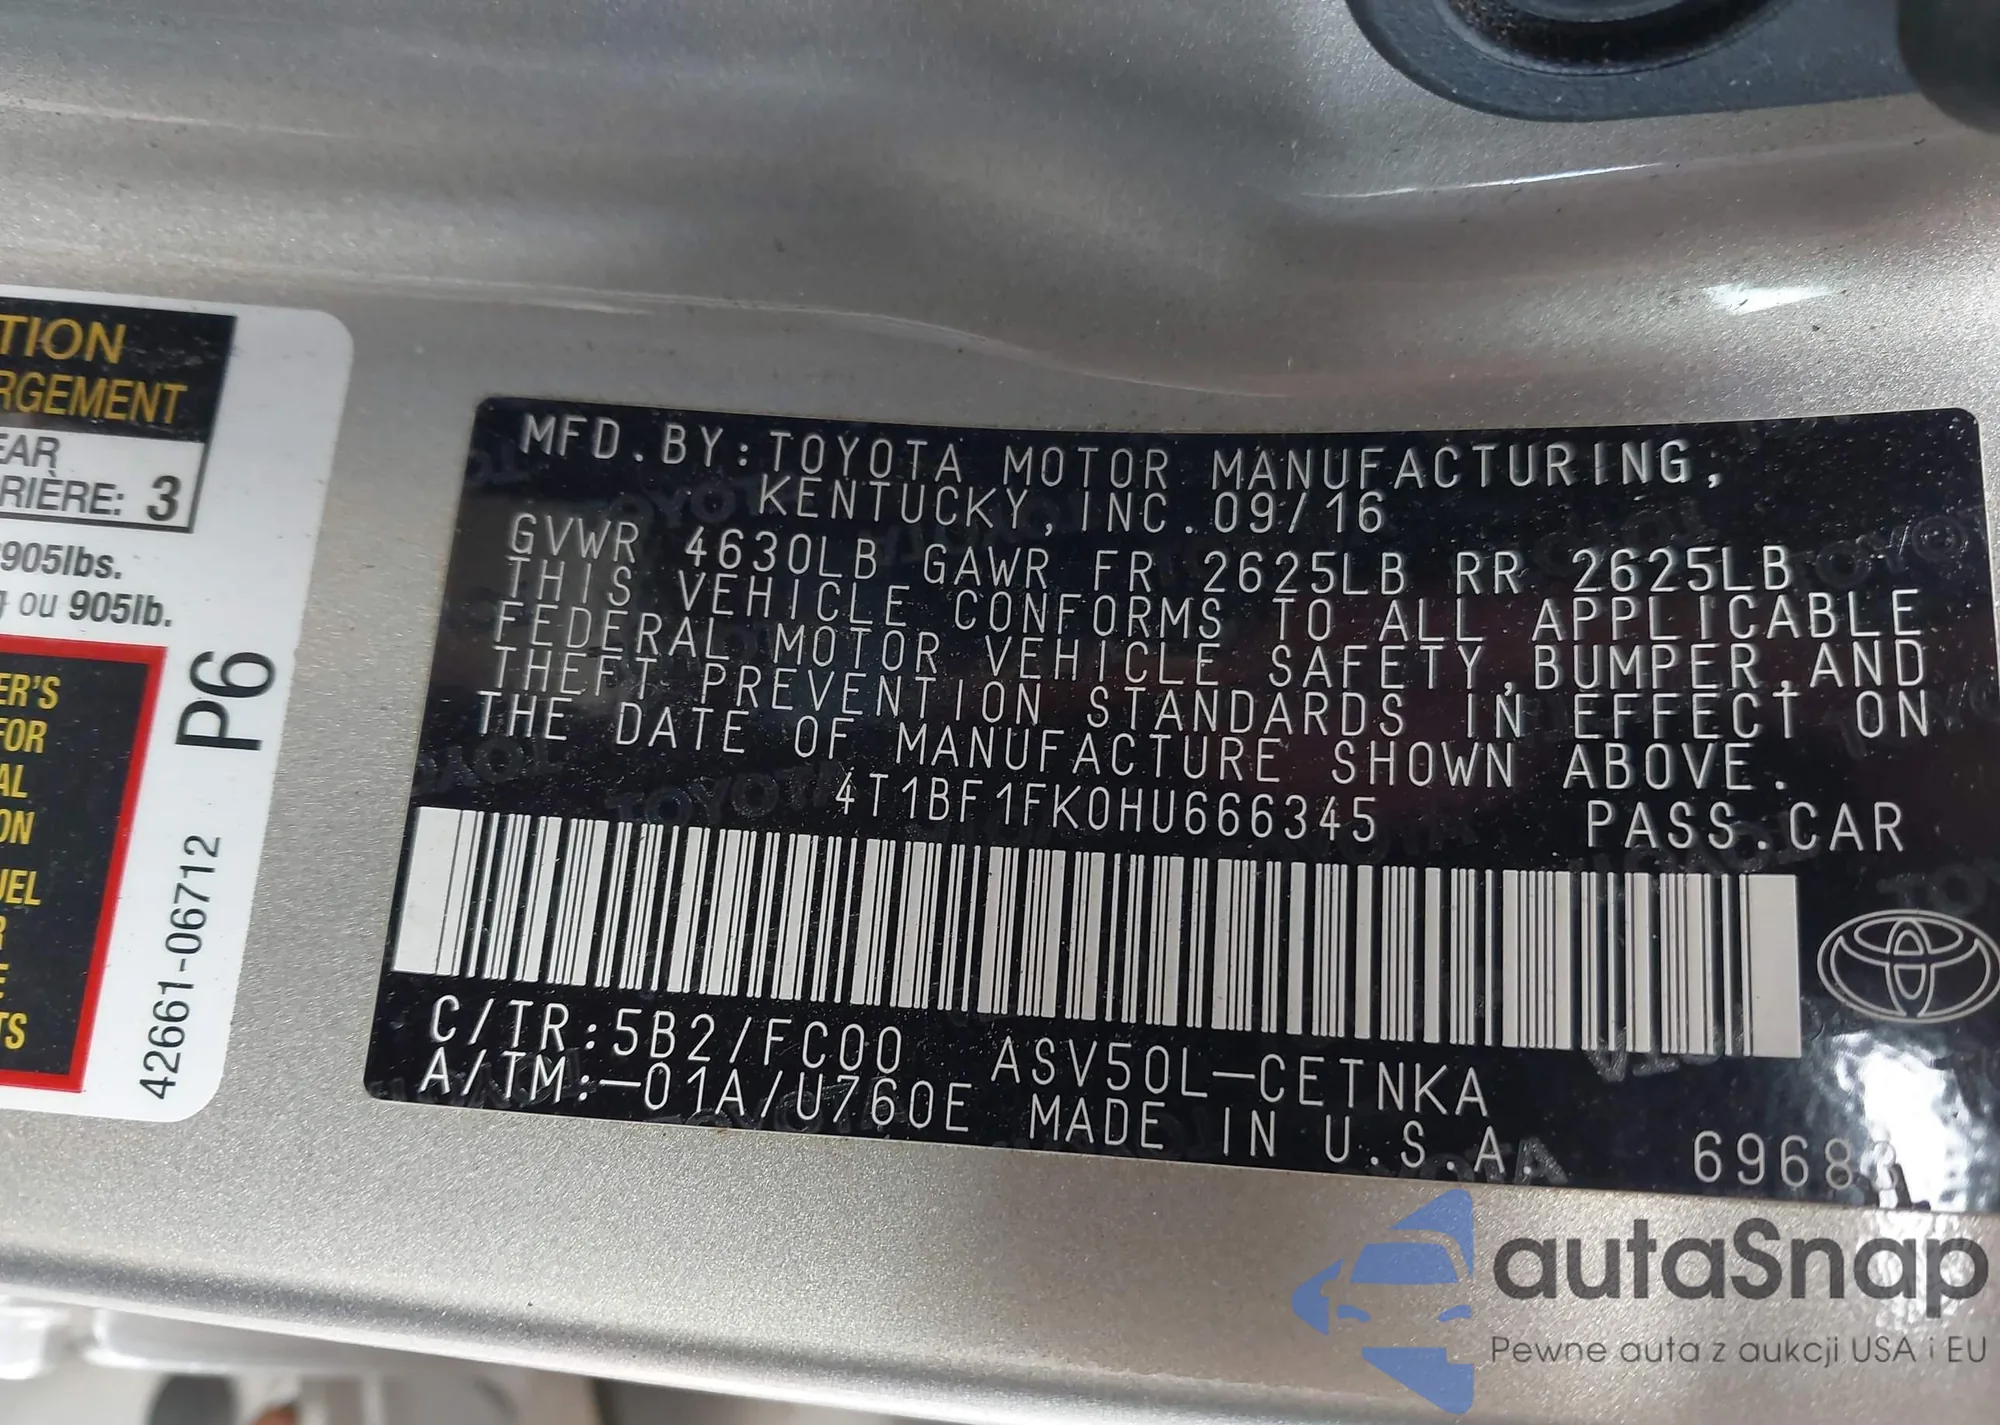 TION
RGEMENT
EAR
RIÈRE: 3
905lbs.
ou 905lb.
ER'S
FOR
AL
ON
UEL
R
E
TS
P6
42661-06712
MFD.BY:TOYOTA MOTOR MANUFACTURING,
KENTUCKY,INC.09/16
GVWR 4630LB GAWR FR 2625LB RR 2625LB
THIS VEHICLE CONFORMS TO ALL APPLICABLE
FEDERAL MOTOR VEHICLE SAFETY,BUMPER,AND
THEFT PREVENTION STANDARDS IN EFFECT ON
THE DATE OF MANUFACTURE SHOWN ABOVE.
4T1BF1FK0HU666345 PASS.CAR
C/TR:5B2/FC00 ASV50L-CETNKA
A/TM:-01A/U760E MADE IN U.S.A.
autaSnap
Pewne auta z aukcji USA i EU